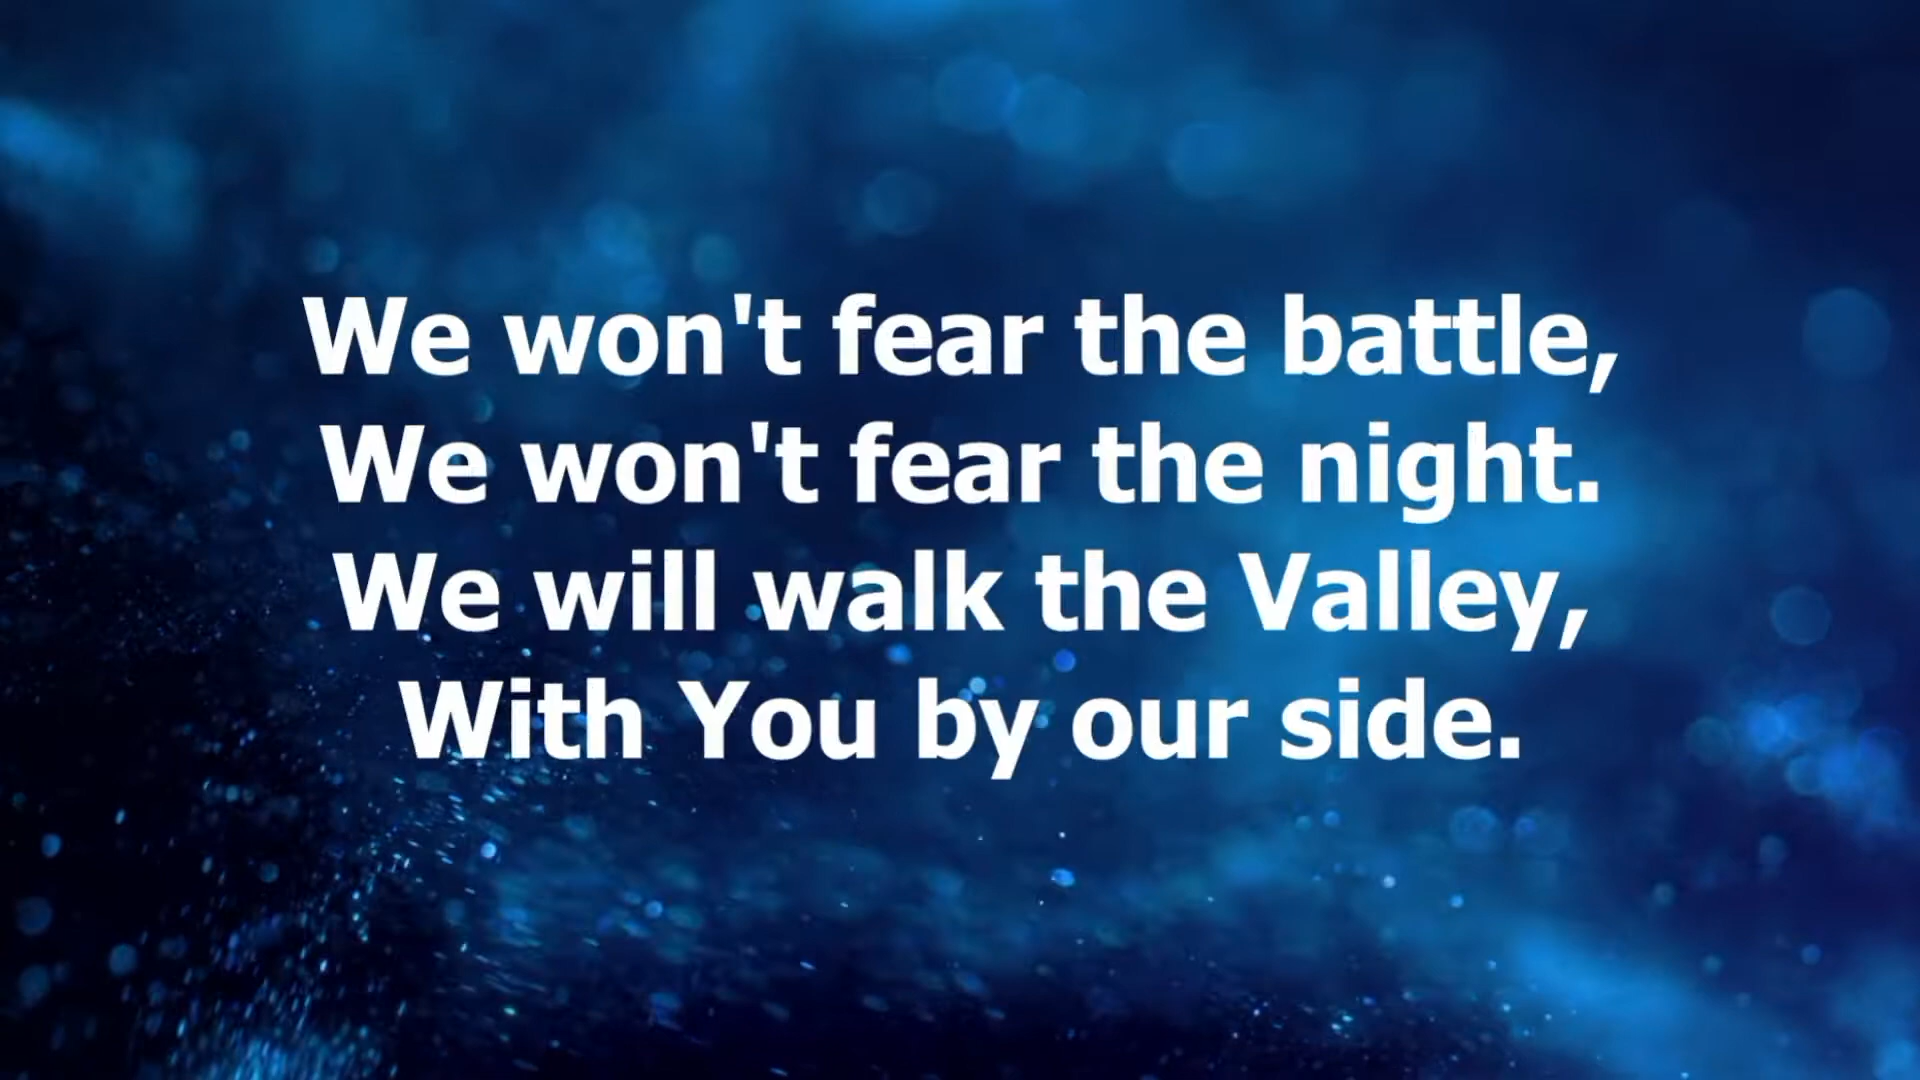 We won't fear the battle,
We won't fear the night.
We will walk the Valley,
With You by our side.